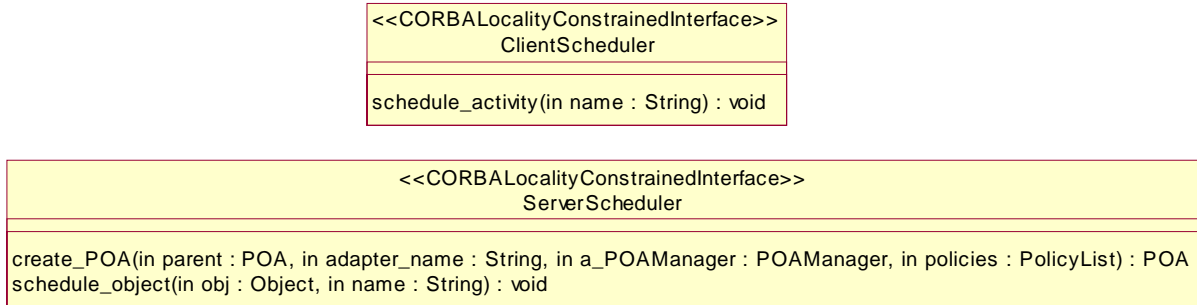 <<CORBALocalityConstrainedInterface>>
ClientScheduler
schedule_activity(in name : String) : void
<<CORBALocalityConstrainedInterface>>
ServerScheduler
create_POA(in parent : POA, in adapter_name : String, in a_POAManager : POAManager, in policies : PolicyList) : POA
schedule_object(in obj : Object, in name : String) : void